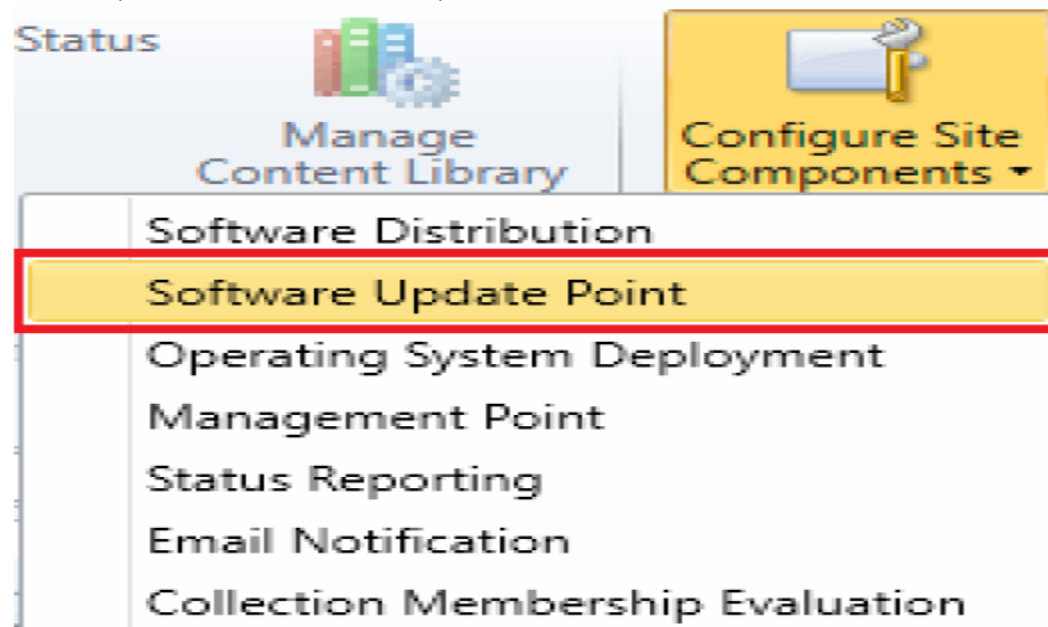 Status
Manage
Content Library
Configure Site
Components
Software Distribution
Software Update Point
Operating System Deployment
Management Point
Status Reporting
Email Notification
Collection Membership Evaluation